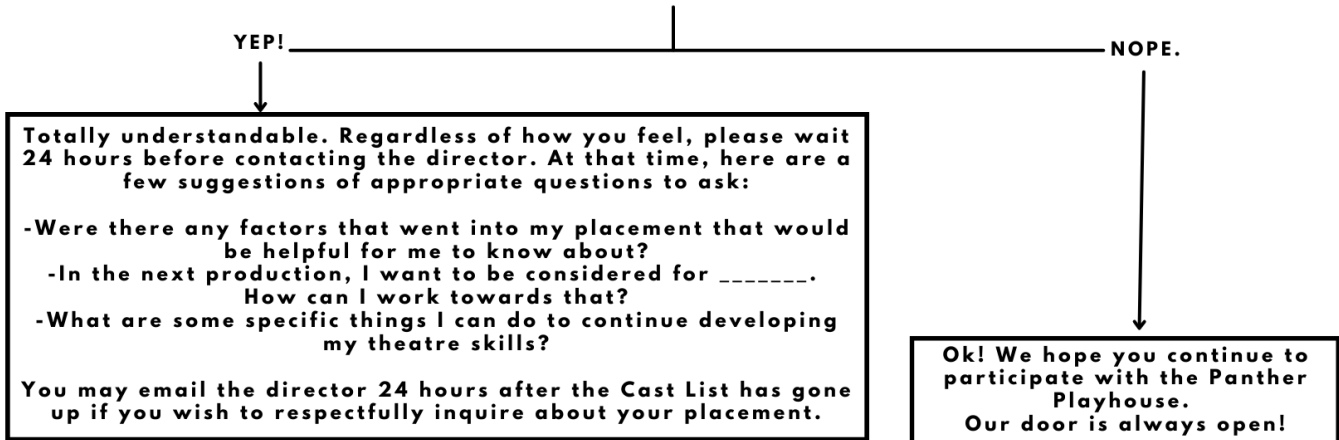 YEP!
NOPE.
Totally understandable. Regardless of how you feel, please wait
24 hours before contacting the director. At that time, here are a
few suggestions of appropriate questions to ask:
-Were there any factors that went into my placement that would
be helpful for me to know about?
-In the next production, I want to be considered for _______.
How can I work towards that?
-What are some specific things I can do to continue developing
my theatre skills?
You may email the director 24 hours after the Cast List has gone
up if you wish to respectfully inquire about your placement.
Ok! We hope you continue to
participate with the Panther
Playhouse.
Our door is always open!